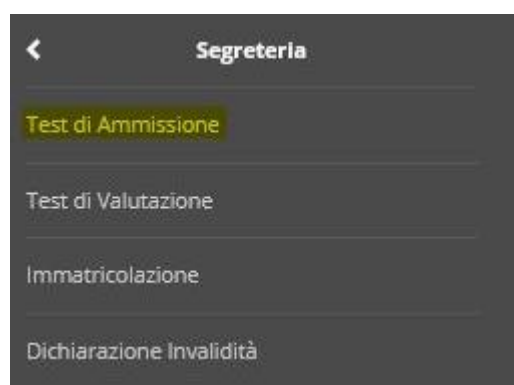 Segreteria
Test di Ammissione
Test di Valutazione
Immatricolazione
Dichiarazione Invalidità